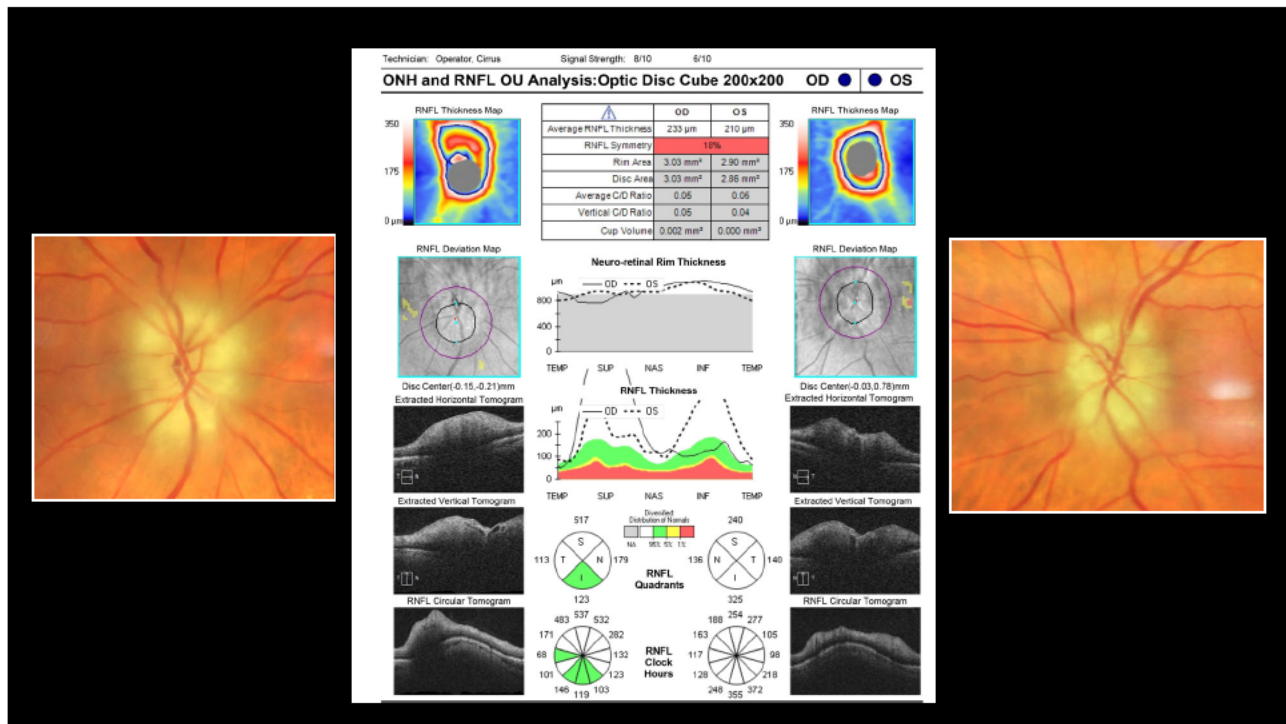 Technician: Operator, Cirrus Signal Strength: 8/10 6/10
ONH and RNFL OU Analysis:Optic Disc Cube 200x200 OD OS
RNFL Thickness Map
350
175
0 µm
OD OS
Average RNFL Thickness 233 µm 210 µm
RNFL Symmetry 18%
Rim Area 3.03 mm² 2.90 mm²
Disc Area 3.03 mm² 2.86 mm²
Average C/D Ratio 0.05 0.05
Vertical C/D Ratio 0.05 0.04
Cup Volume 0.002 mm³ 0.000 mm³
RNFL Thickness Map
350
175
0 µm
RNFL Deviation Map
Disc Center(-0.15,-0.21)mm
Neuro-retinal Rim Thickness
µm OD OS
800
400
0
TEMP SUP NAS INF TEMP
RNFL Deviation Map
Disc Center(-0.03,0.78)mm
Extracted Horizontal Tomogram
T N
RNFL Thickness
µm OD OS
200
100
0
TEMP SUP NAS INF TEMP
Extracted Horizontal Tomogram
N T
Extracted Vertical Tomogram
T N
Diversified:
Distribution of Normals
NA 95% 5% 1%
517
S
113 T N 179
I
123
RNFL
Quadrants
240
S
136 N T 140
I
325
Extracted Vertical Tomogram
N T
RNFL Circular Tomogram
537
483 532
171 282
68 132
101 123
146 103
119
RNFL
Clock
Hours
254
188 277
163 105
117 98
128 218
248 372
355
RNFL Circular Tomogram